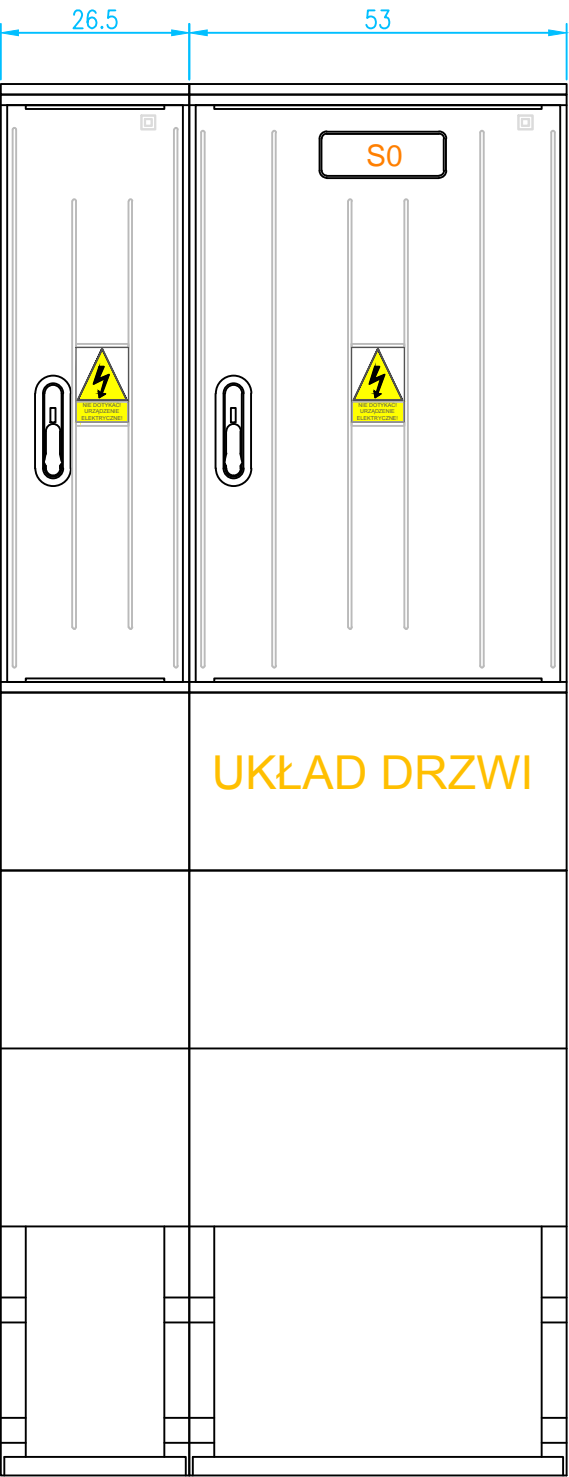 26.5
53
S0
NIE DOTYKAĆ!
URZĄDZENIE
ELEKTRYCZNE!
NIE DOTYKAĆ!
URZĄDZENIE
ELEKTRYCZNE!
UKŁAD DRZWI